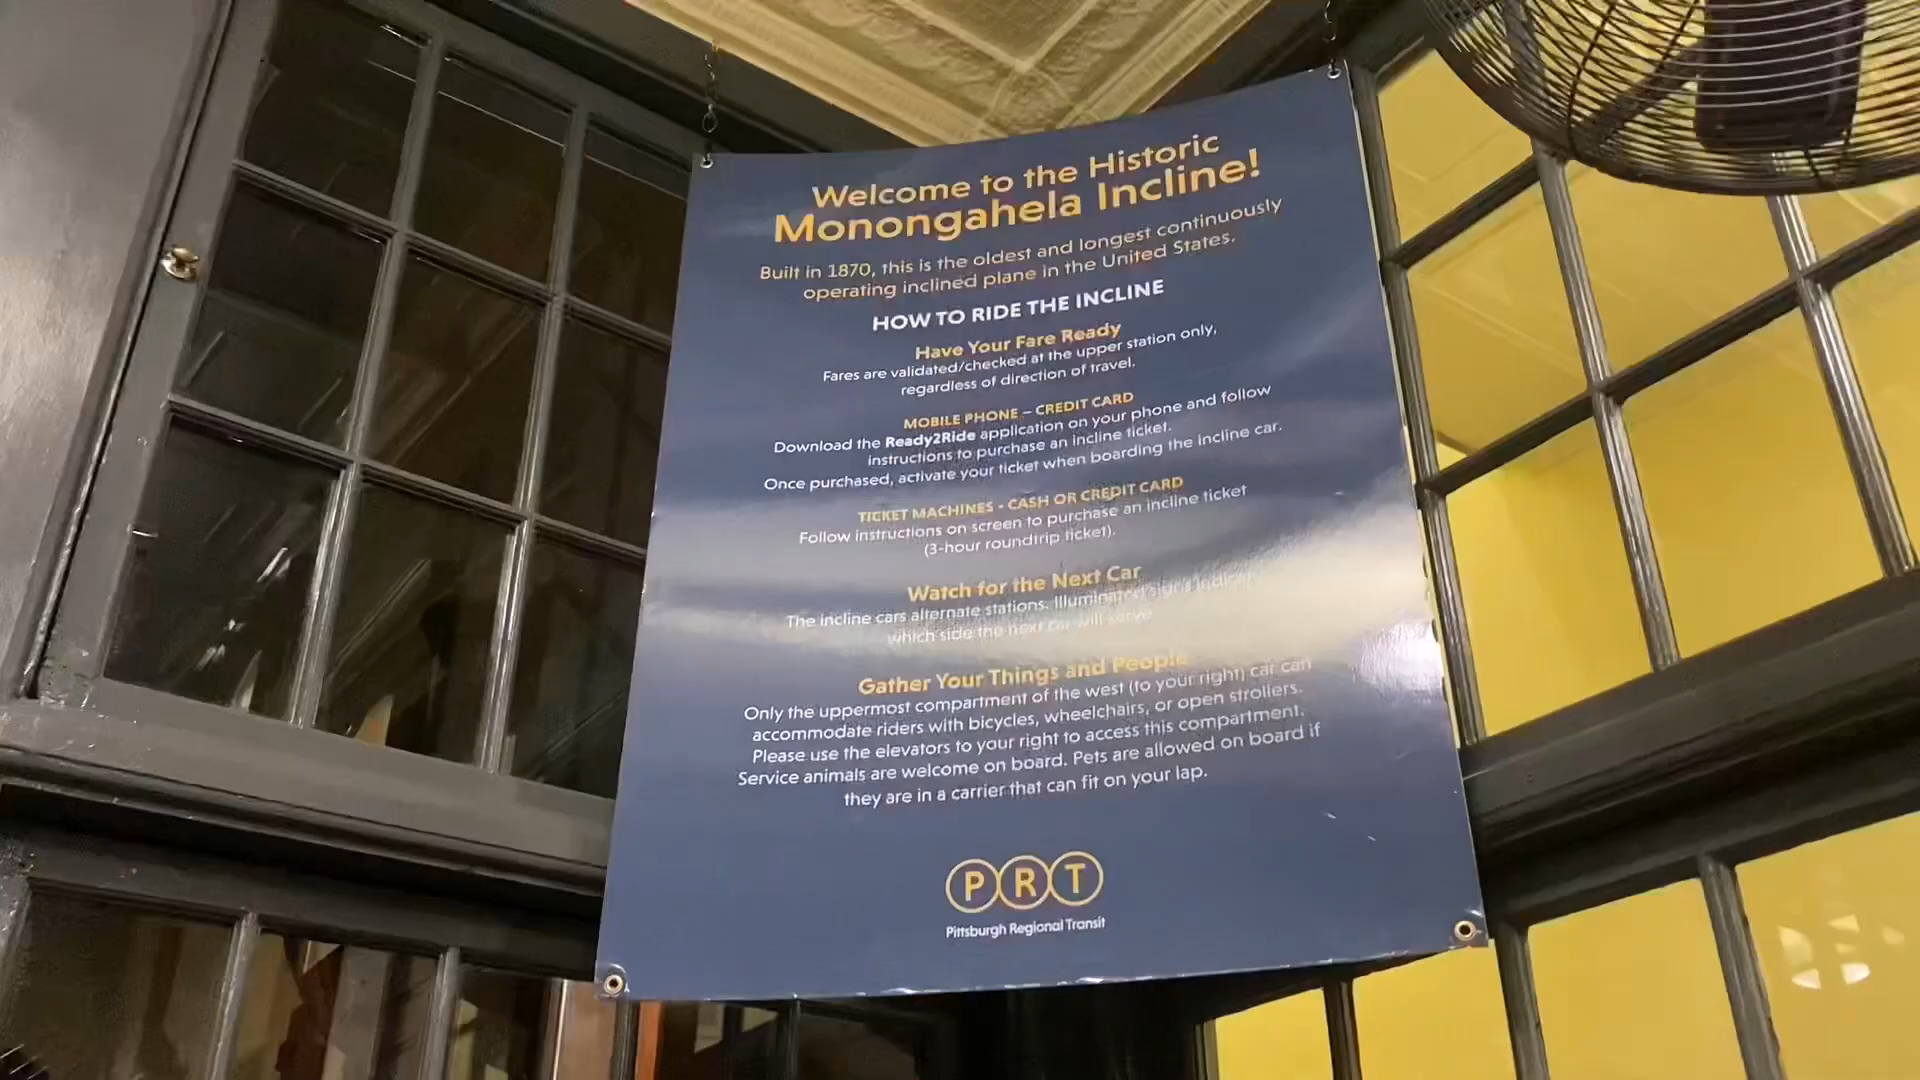 Welcome to the Historic
Monongahela Incline!
Built in 1870, this is the oldest and longest continuously
operating inclined plane in the United States.
HOW TO RIDE THE INCLINE
Have Your Fare Ready
Fares are validated/checked at the upper station only,
regardless of direction of travel.
MOBILE PHONE – CREDIT CARD
Download the Ready2Ride application on your phone and follow
instructions to purchase an incline ticket.
Once purchased, activate your ticket when boarding the incline car.
TICKET MACHINES - CASH OR CREDIT CARD
Follow instructions on screen to purchase an incline ticket
(3-hour roundtrip ticket).
Watch for the Next Car
The incline cars alternate stations. Illuminated signs indicate
which side the next car will serve
Gather Your Things and People
Only the uppermost compartment of the west (to your right) car can
accommodate riders with bicycles, wheelchairs, or open strollers.
Please use the elevators to your right to access this compartment.
Service animals are welcome on board. Pets are allowed on board if
they are in a carrier that can fit on your lap.
PRT
Pittsburgh Regional Transit